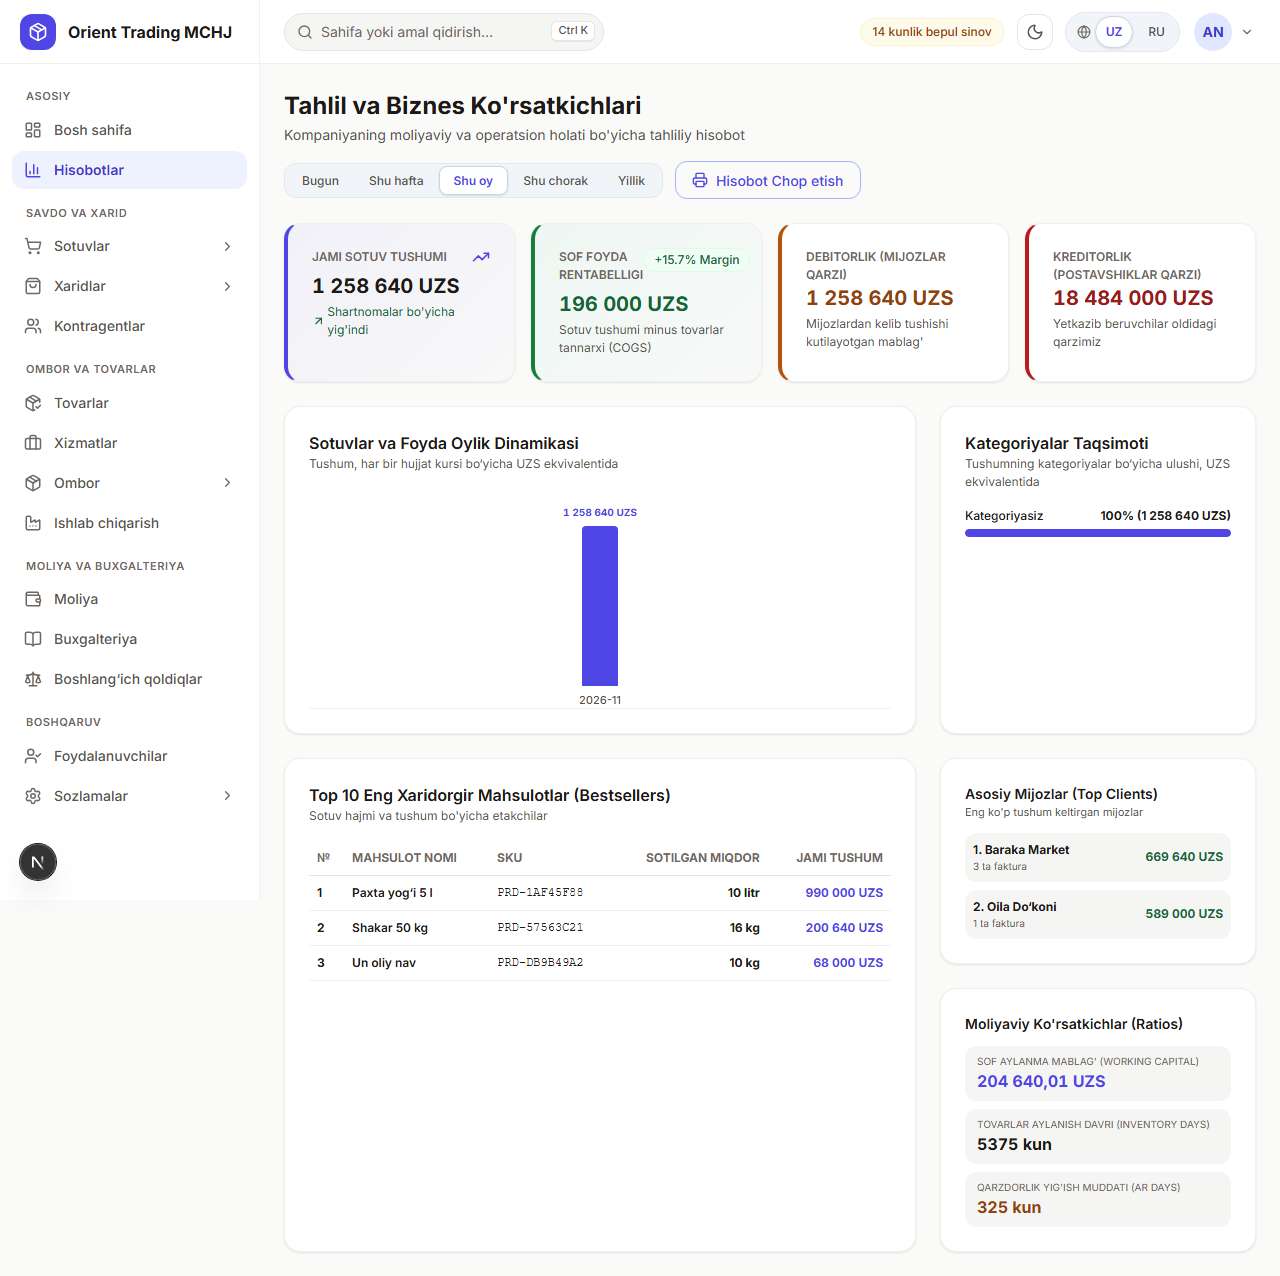 Orient Trading MCHJ
Sahifa yoki amal qidirish...
Ctrl K
14 kunlik bepul sinov
UZ
RU
AN
ASOSIY
Bosh sahifa
Hisobotlar
SAVDO VA XARID
Sotuvlar
Xaridlar
Kontragentlar
OMBOR VA TOVARLAR
Tovarlar
Xizmatlar
Ombor
Ishlab chiqarish
MOLIYA VA BUXGALTERIYA
Moliya
Buxgalteriya
Boshlang‘ich qoldiqlar
BOSHQARUV
Foydalanuvchilar
Sozlamalar
N
Tahlil va Biznes Ko'rsatkichlari
Kompaniyaning moliyaviy va operatsion holati bo'yicha tahliliy hisobot
Bugun
Shu hafta
Shu oy
Shu chorak
Yillik
Hisobot Chop etish
JAMI SOTUV TUSHUMI
1 258 640 UZS
Shartnomalar bo'yicha
yig'indi
SOF FOYDA
RENTABELLIGI
+15.7% Margin
196 000 UZS
Sotuv tushumi minus tovarlar
tannarxi (COGS)
DEBITORLIK (MIJOZLAR
QARZI)
1 258 640 UZS
Mijozlardan kelib tushishi
kutilayotgan mablag'
KREDITORLIK
(POSTAVSHIKLAR QARZI)
18 484 000 UZS
Yetkazib beruvchilar oldidagi
qarzimiz
Sotuvlar va Foyda Oylik Dinamikasi
Tushum, har bir hujjat kursi bo‘yicha UZS ekvivalentida
1 258 640 UZS
2026-11
Kategoriyalar Taqsimoti
Tushumning kategoriyalar bo‘yicha ulushi, UZS
ekvivalentida
Kategoriyasiz
100% (1 258 640 UZS)
Top 10 Eng Xaridorgir Mahsulotlar (Bestsellers)
Sotuv hajmi va tushum bo'yicha etakchilar
№ MAHSULOT NOMI SKU SOTILGAN MIQDOR JAMI TUSHUM
1 Paxta yog‘i 5 l PRD-1AF45F88 10 litr 990 000 UZS
2 Shakar 50 kg PRD-57563C21 16 kg 200 640 UZS
3 Un oliy nav PRD-DB9B49A2 10 kg 68 000 UZS
Asosiy Mijozlar (Top Clients)
Eng ko'p tushum keltirgan mijozlar
1. Baraka Market
3 ta faktura
669 640 UZS
2. Oila Do‘koni
1 ta faktura
589 000 UZS
Moliyaviy Ko'rsatkichlar (Ratios)
SOF AYLANMA MABLAG' (WORKING CAPITAL)
204 640,01 UZS
TOVARLAR AYLANISH DAVRI (INVENTORY DAYS)
5375 kun
QARZDORLIK YIG'ISH MUDDATI (AR DAYS)
325 kun